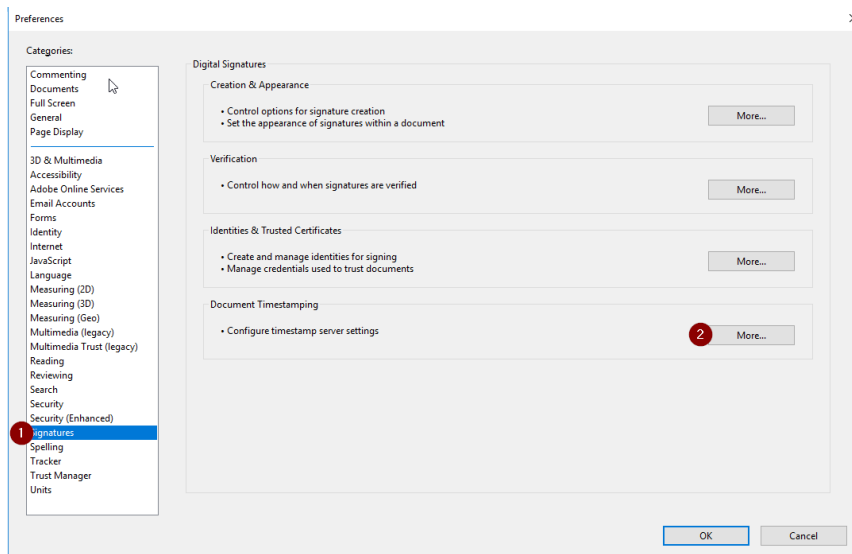 Preferences
Categories:
Commenting
Documents
Full Screen
General
Page Display
3D & Multimedia
Accessibility
Adobe Online Services
Email Accounts
Forms
Identity
Internet
JavaScript
Language
Measuring (2D)
Measuring (3D)
Measuring (Geo)
Multimedia (legacy)
Multimedia Trust (legacy)
Reading
Reviewing
Search
Security
Security (Enhanced)
1 Signatures
Spelling
Tracker
Trust Manager
Units
Digital Signatures
Creation & Appearance
• Control options for signature creation
• Set the appearance of signatures within a document
More...
Verification
• Control how and when signatures are verified
More...
Identities & Trusted Certificates
• Create and manage identities for signing
• Manage credentials used to trust documents
More...
Document Timestamping
• Configure timestamp server settings
2 More...
OK
Cancel